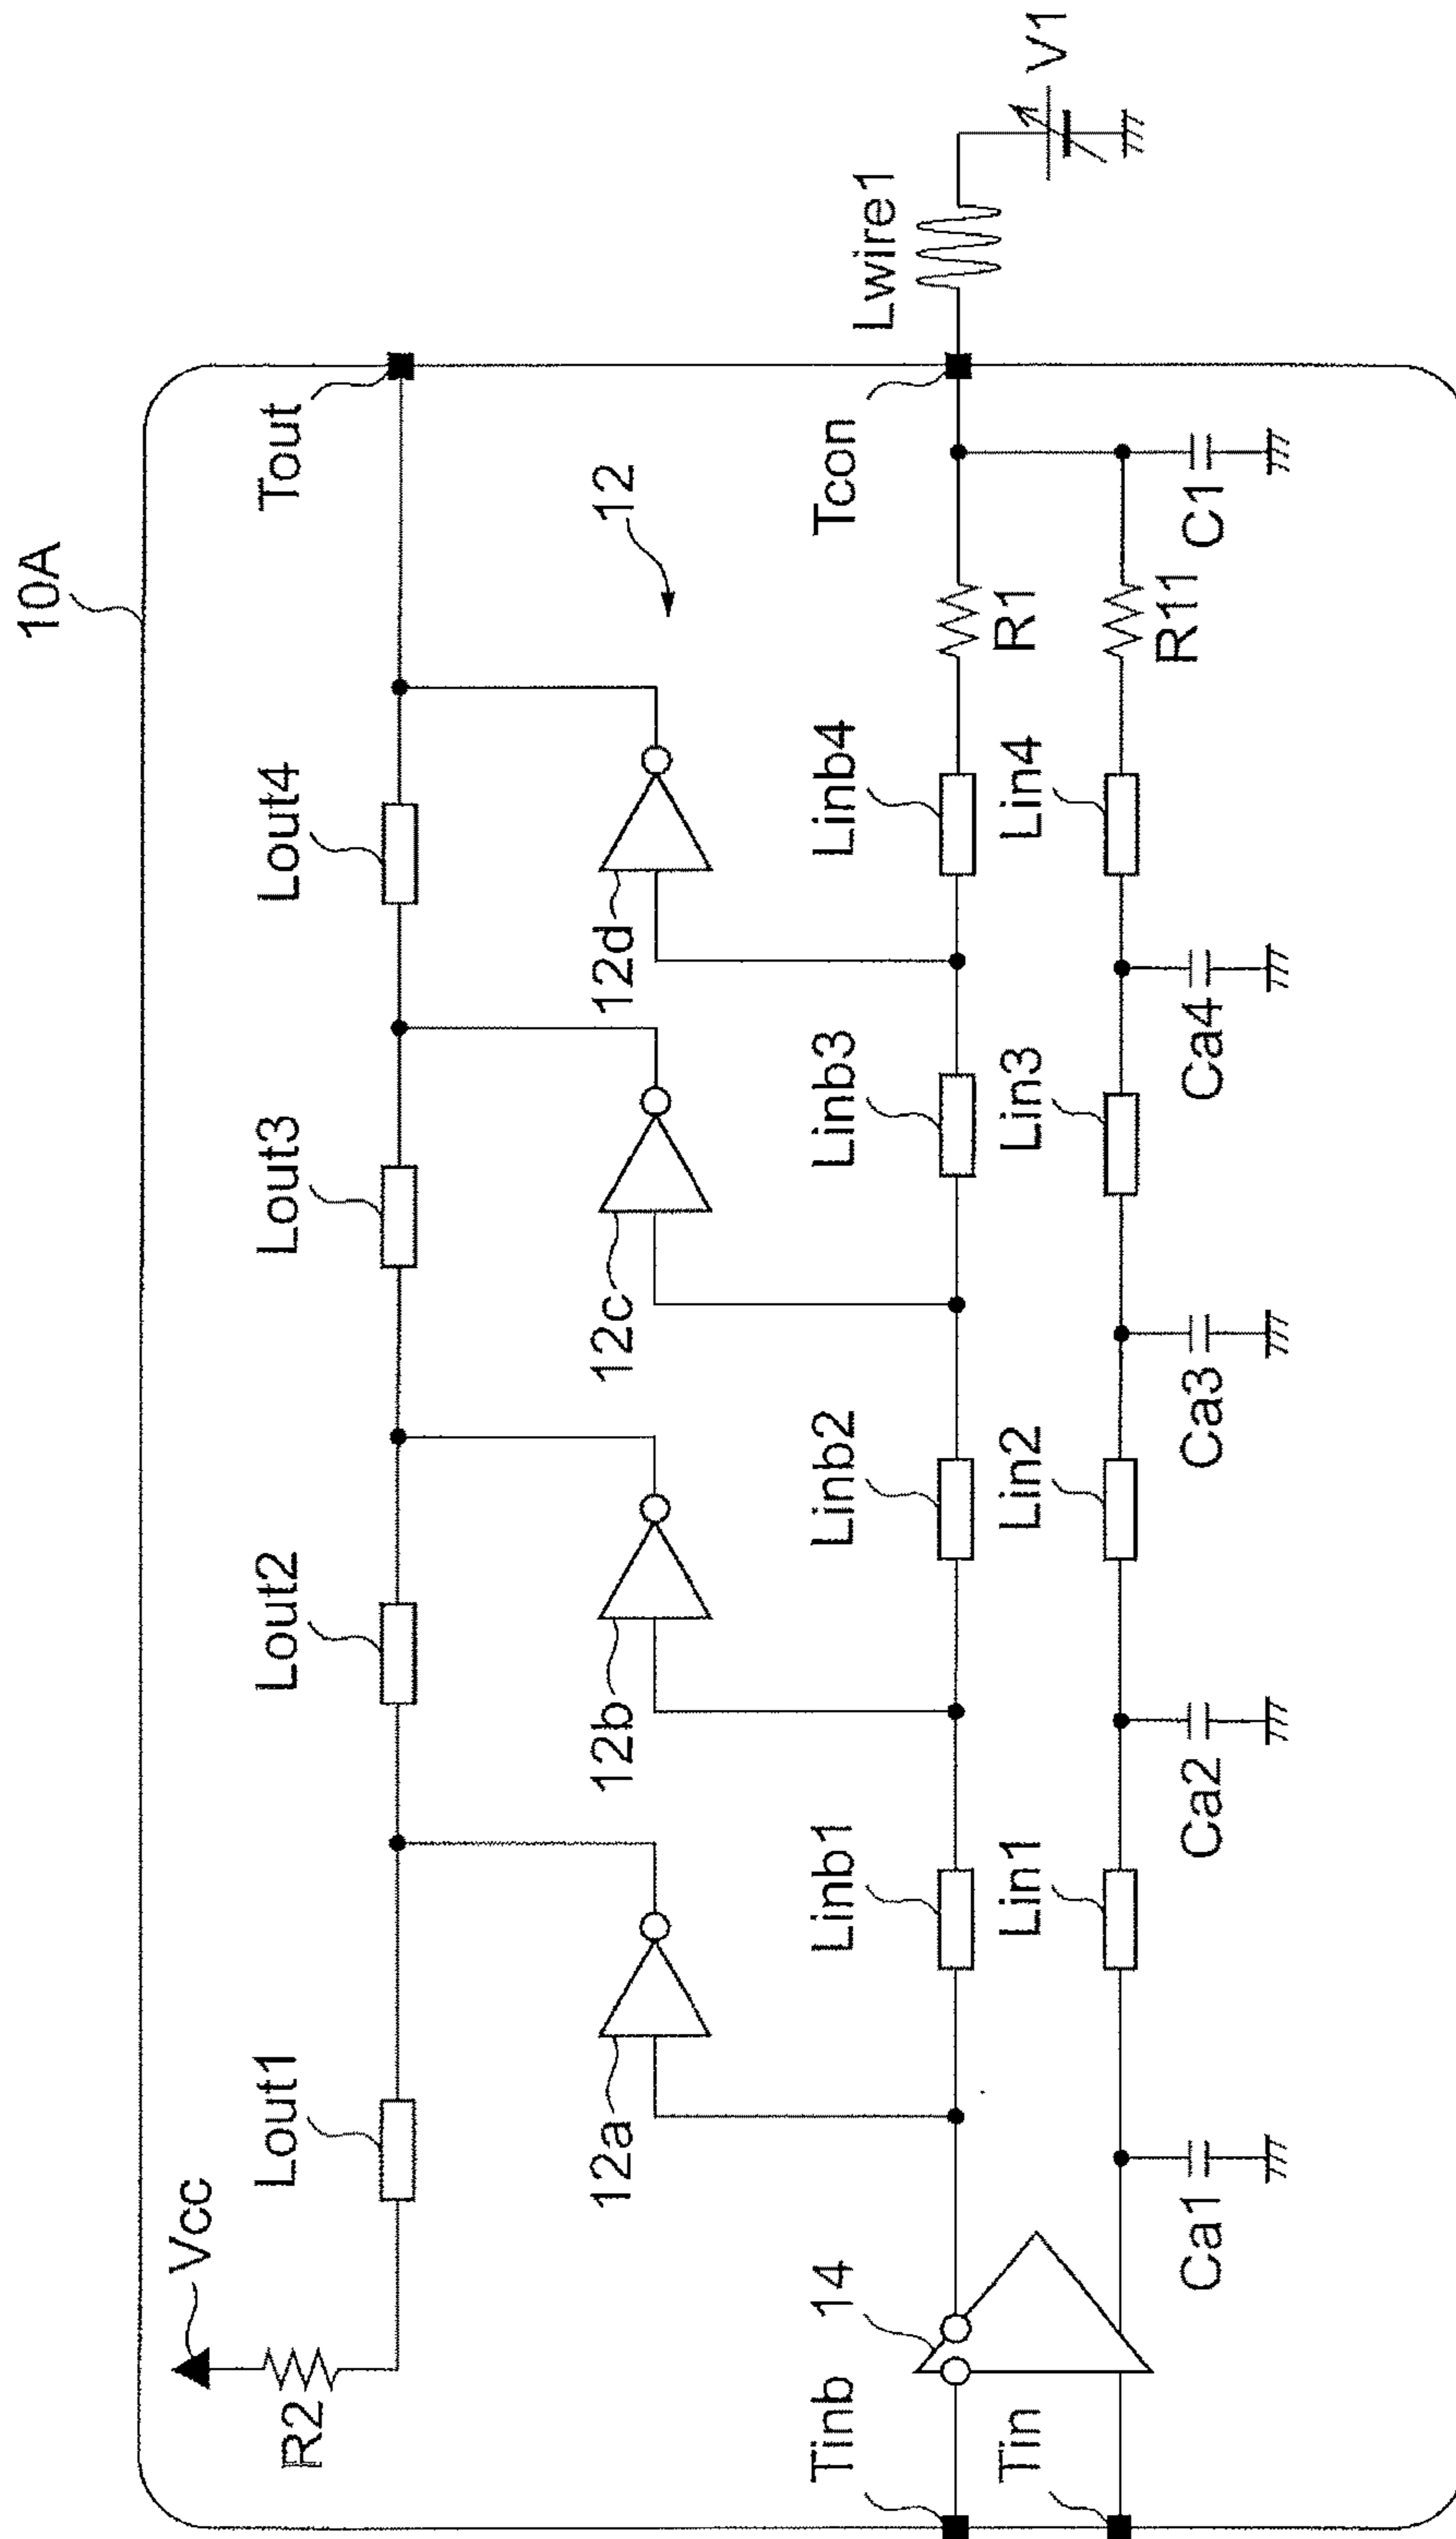 10A
Vcc
R2
Lout1
Lout2
Lout3
Lout4
Tout
12
12a
12b
12c
12d
Tinb
14
Linb1
Linb2
Linb3
Linb4
R1
Tcon
Lwire1
V1
Tin
Lin1
Lin2
Lin3
Lin4
R11
Ca1
Ca2
Ca3
Ca4
C1